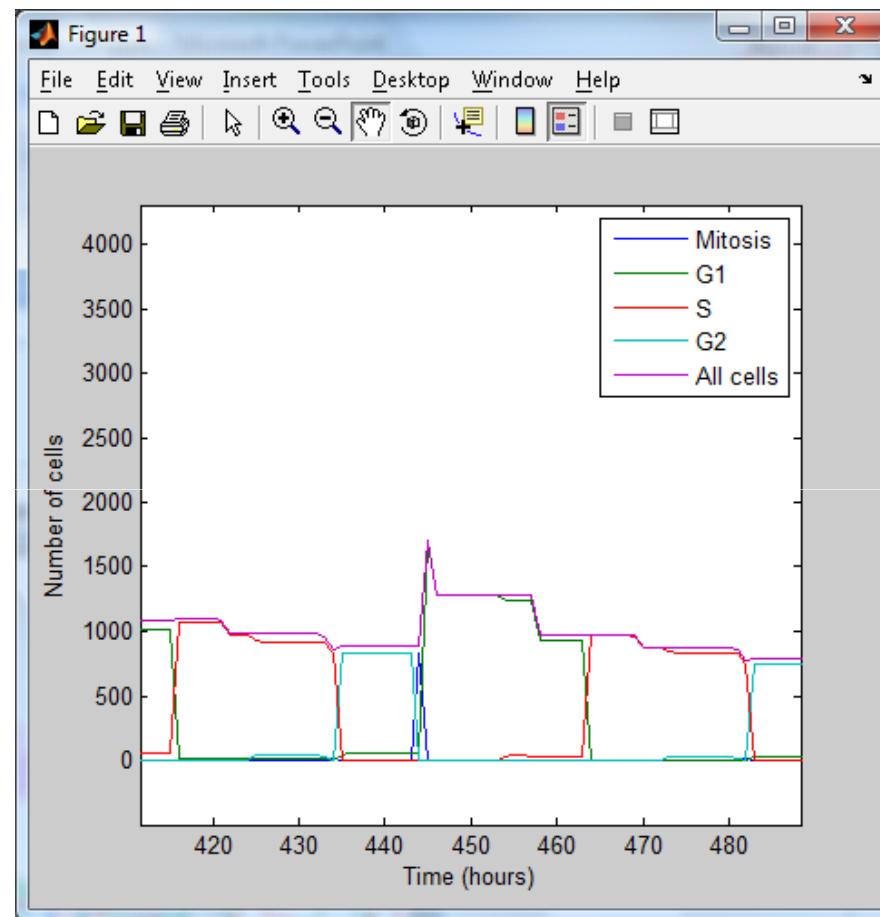 Figure 1
File Edit View Insert Tools Desktop Window Help
4000
3500
3000
2500
2000
1500
1000
500
0
Number of cells
Mitosis
G1
S
G2
All cells
420 430 440 450 460 470 480
Time (hours)